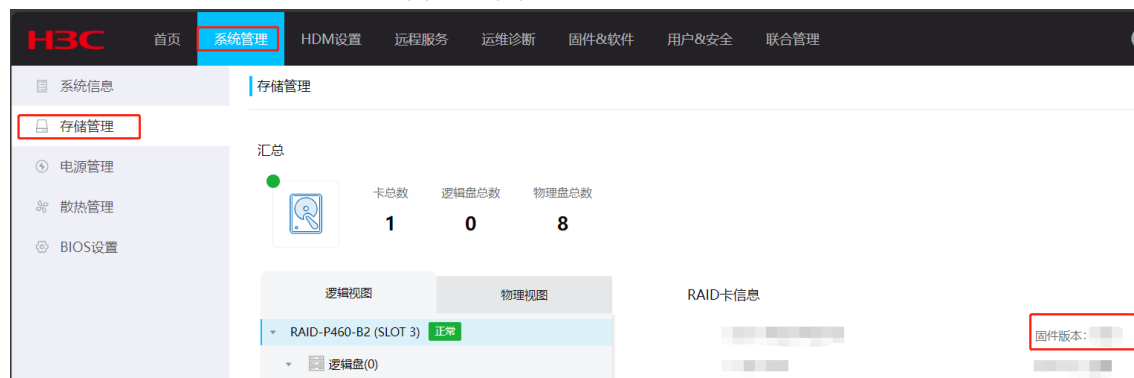 H3C 首页 系统管理 HDM设置 远程服务 运维诊断 固件&软件 用户&安全 联合管理
系统信息
存储管理
存储管理
电源管理
汇总
散热管理
卡总数 逻辑盘总数 物理盘总数
1 0 8
BIOS设置
逻辑视图 物理视图 RAID卡信息
RAID-P460-B2 (SLOT 3) 正常
固件版本:
逻辑盘(0)